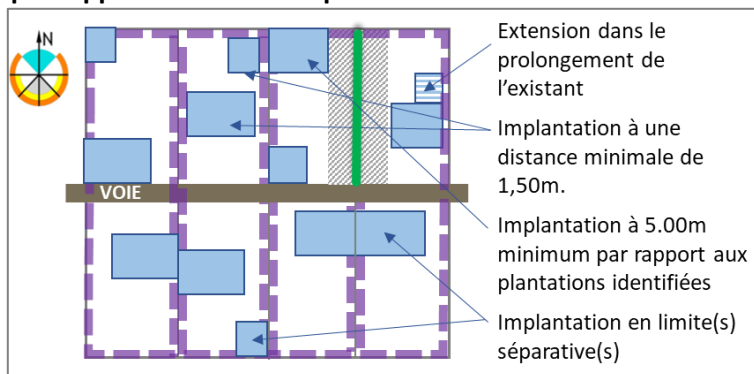 N
Extension dans le
prolongement de
l'existant
Implantation à une
distance minimale de
1,50m.
VOIE
Implantation à 5.00m
minimum par rapport aux
plantations identifiées
Implantation en limite(s)
séparative(s)